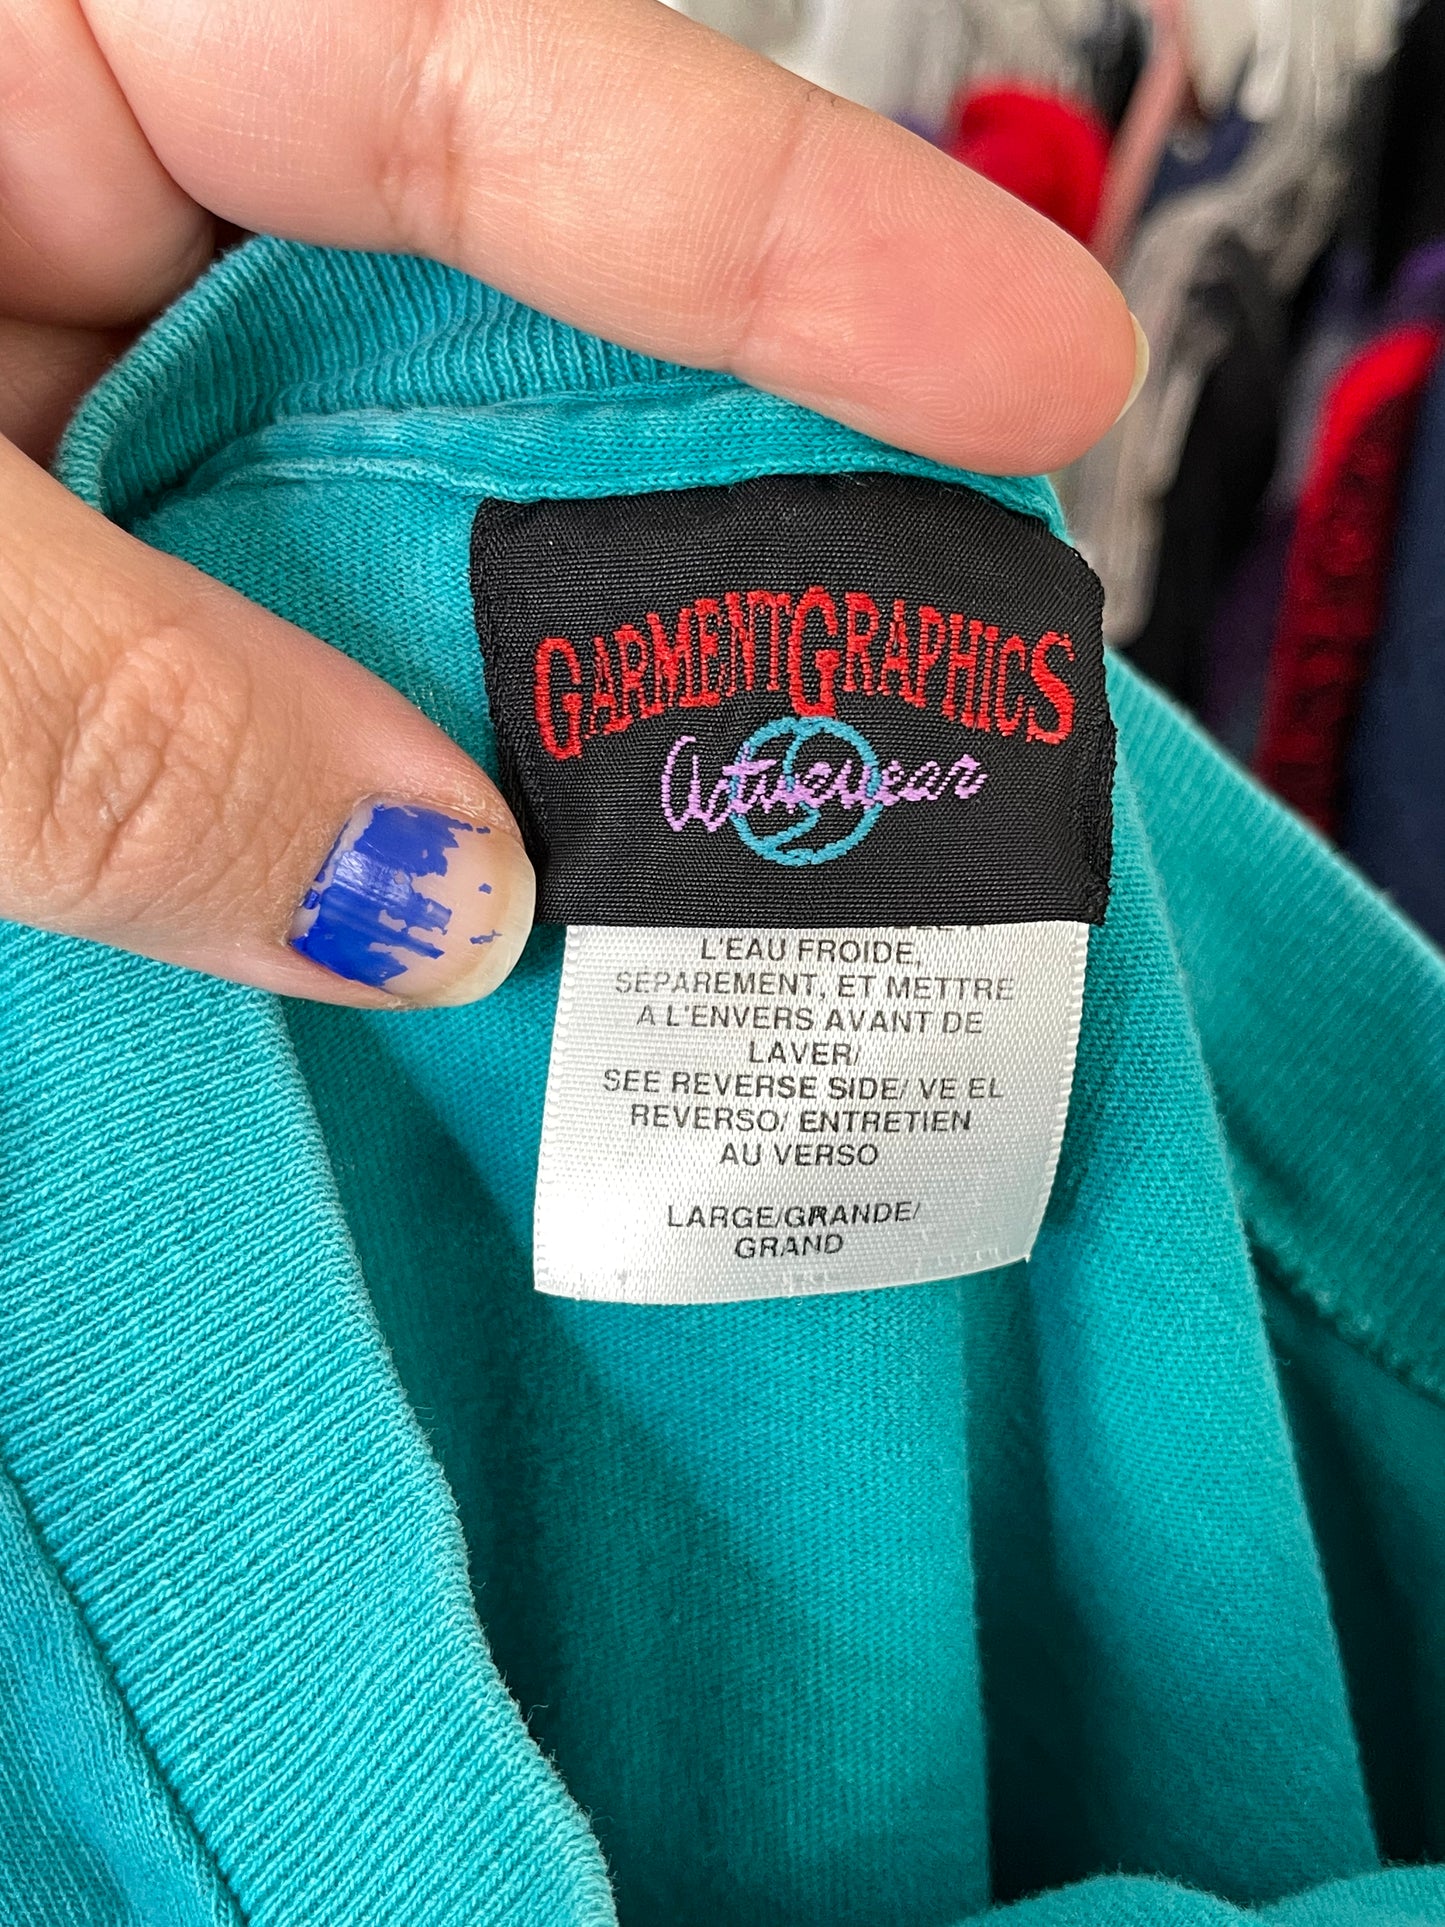 GARMENTGRAPHICS
Activewear
L'EAU FROIDE,
SEPAREMENT, ET METTRE
A L'ENVERS AVANT DE
LAVER/
SEE REVERSE SIDE/ VE EL
REVERSO/ ENTRETIEN
AU VERSO
LARGE/GRANDE/
GRAND